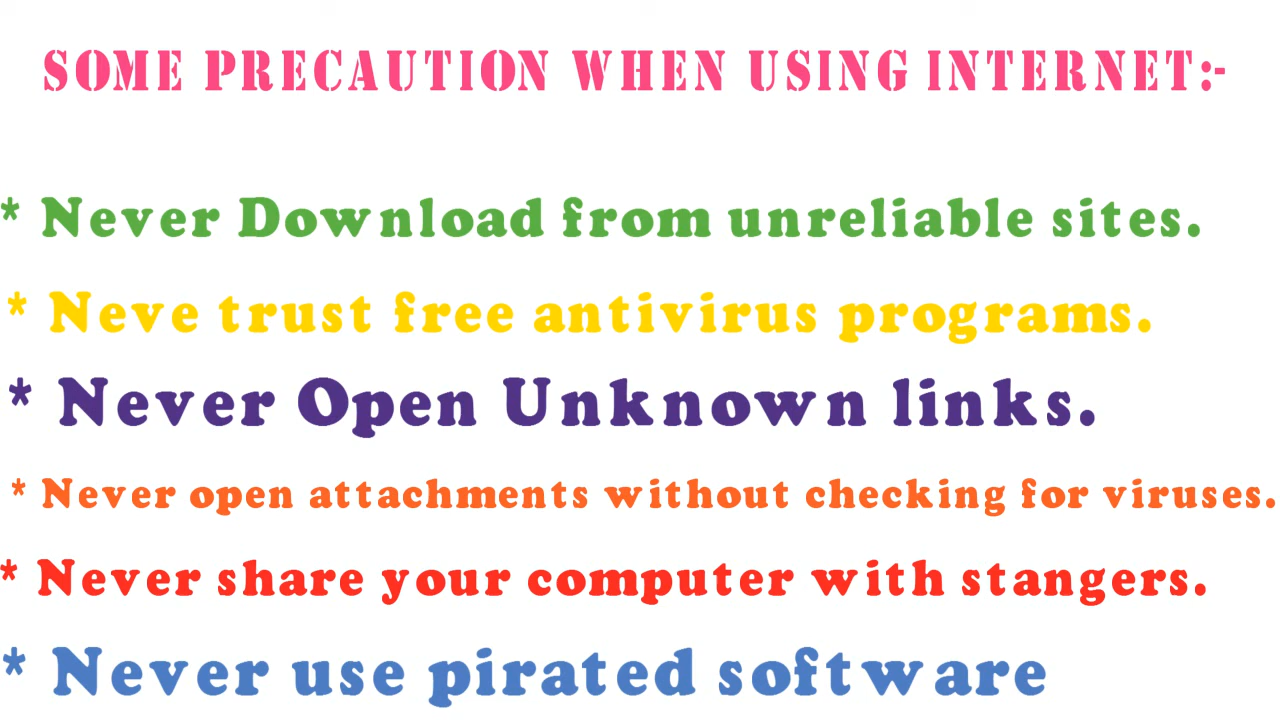 SOME PRECAUTION WHEN USING INTERNET:-
* Never Download from unreliable sites.
* Neve trust free antivirus programs.
* Never Open Unknown links.
* Never open attachments without checking for viruses.
* Never share your computer with stangers.
* Never use pirated software